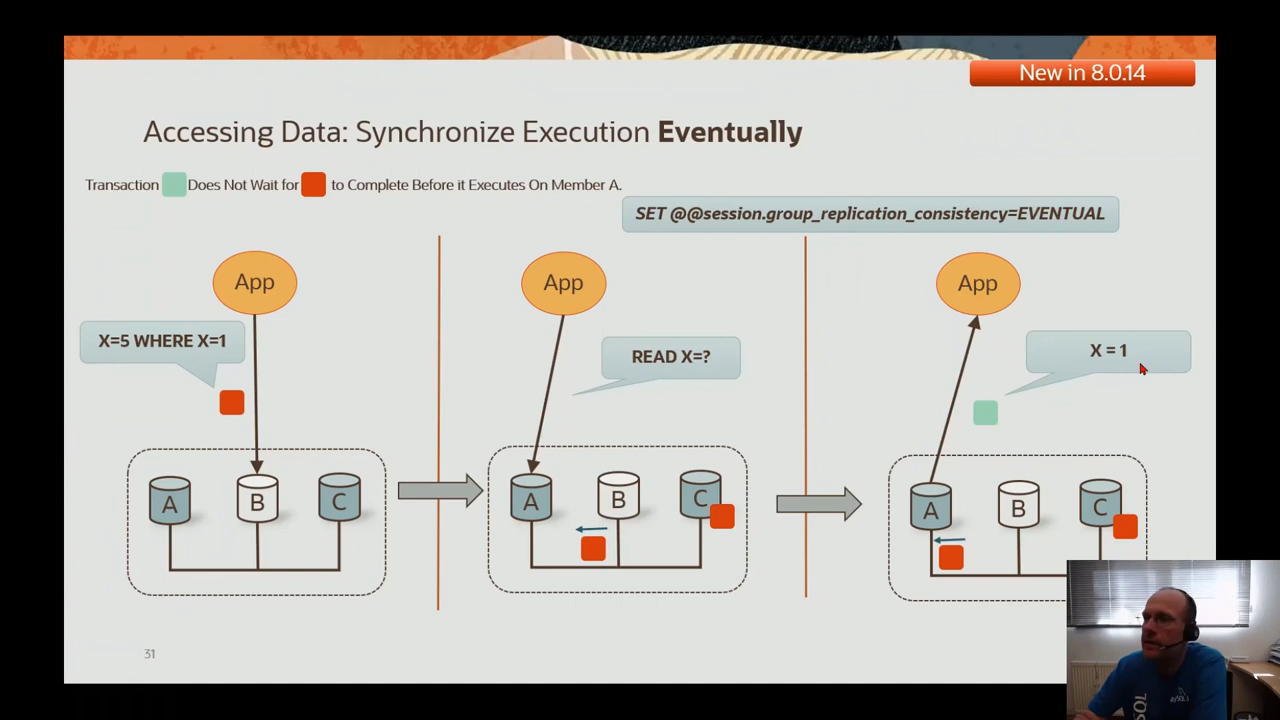 New in 8.0.14
Accessing Data: Synchronize Execution Eventually
Transaction Does Not Wait for to Complete Before it Executes On Member A.
SET @@session.group_replication_consistency=EVENTUAL
App
App
App
X=5 WHERE X=1
READ X=?
X = 1
A
B
C
A
B
C
A
B
C
31
SQL